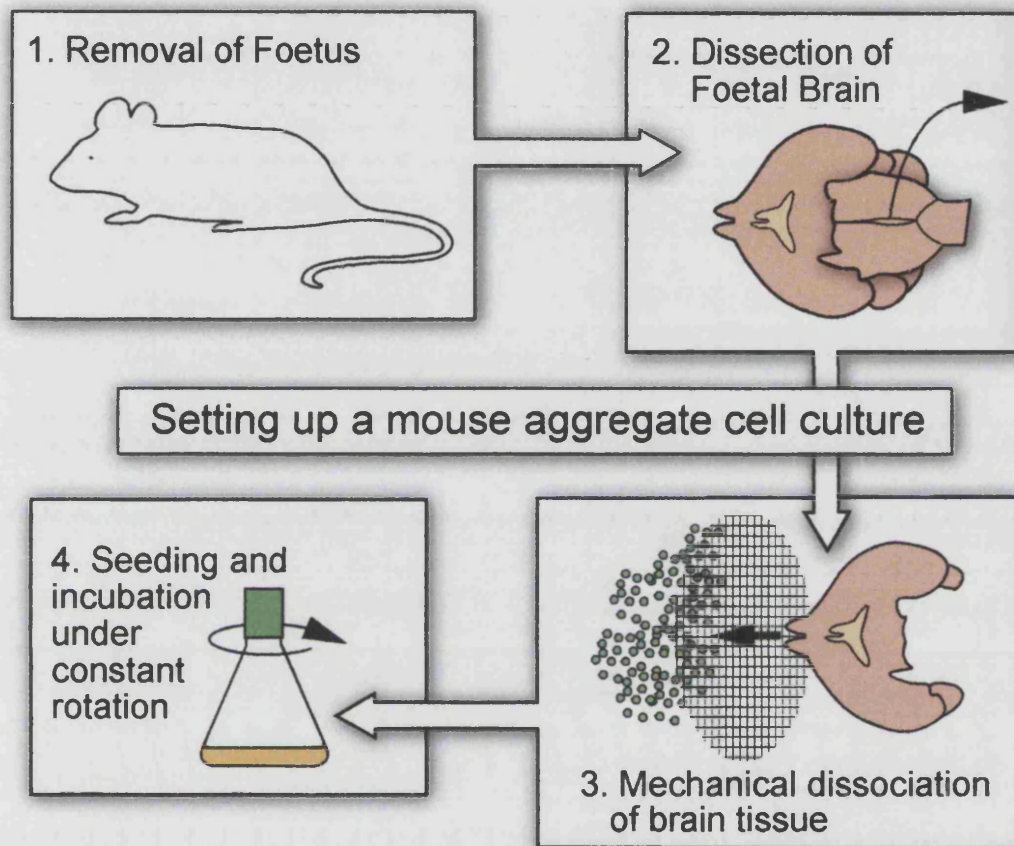 1. Removal of Foetus
2. Dissection of
Foetal Brain
Setting up a mouse aggregate cell culture
3. Mechanical dissociation
of brain tissue
4. Seeding and
incubation
under
constant
rotation